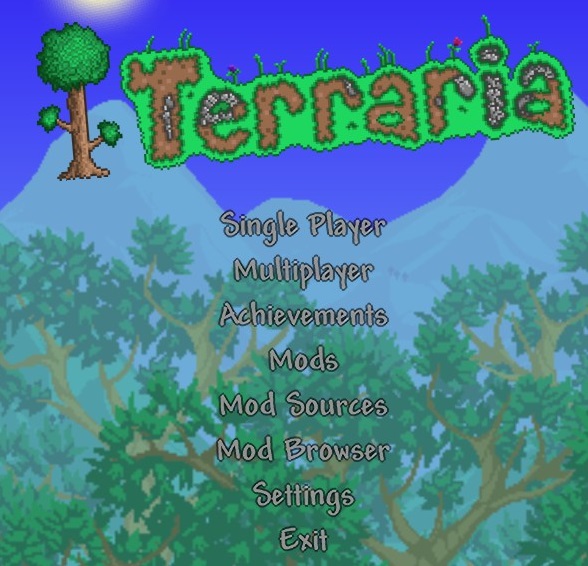 Terraria
Single Player
Multiplayer
Achievements
Mods
Mod Sources
Mod Browser
Settings
Exit